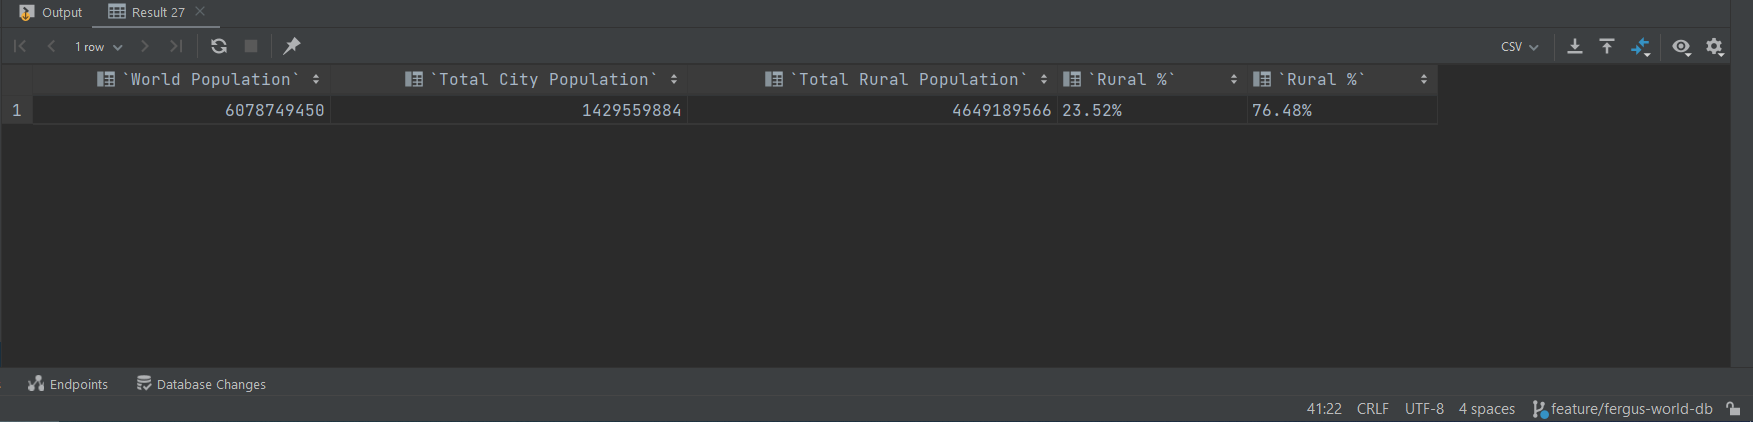 Output Result 27
1 row CSV
`World Population` `Total City Population` `Total Rural Population` `Rural %` `Rural %`
1 6078749450 1429559884 4649189566 23.52% 76.48%
Endpoints Database Changes
41:22 CRLF UTF-8 4 spaces feature/fergus-world-db